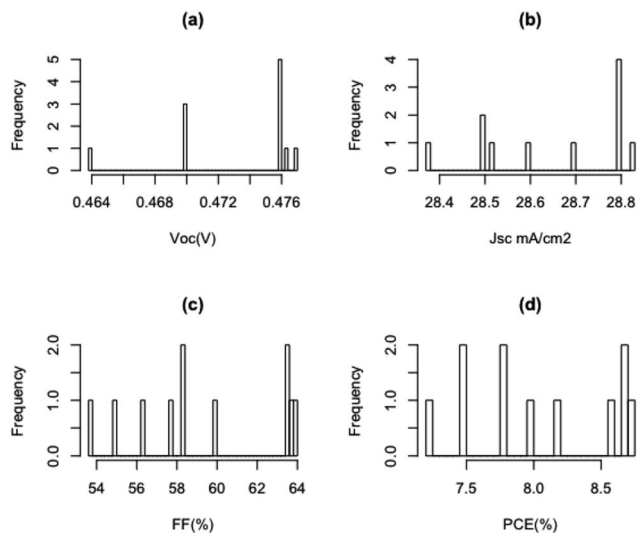 (a)
Frequency
0 1 2 3 4 5
0.464 0.468 0.472 0.476
Voc(V)
(b)
Frequency
0 1 2 3 4
28.4 28.5 28.6 28.7 28.8
Jsc mA/cm2
(c)
Frequency
0.0 1.0 2.0
54 56 58 60 62 64
FF(%)
(d)
Frequency
0.0 1.0 2.0
7.5 8.0 8.5
PCE(%)